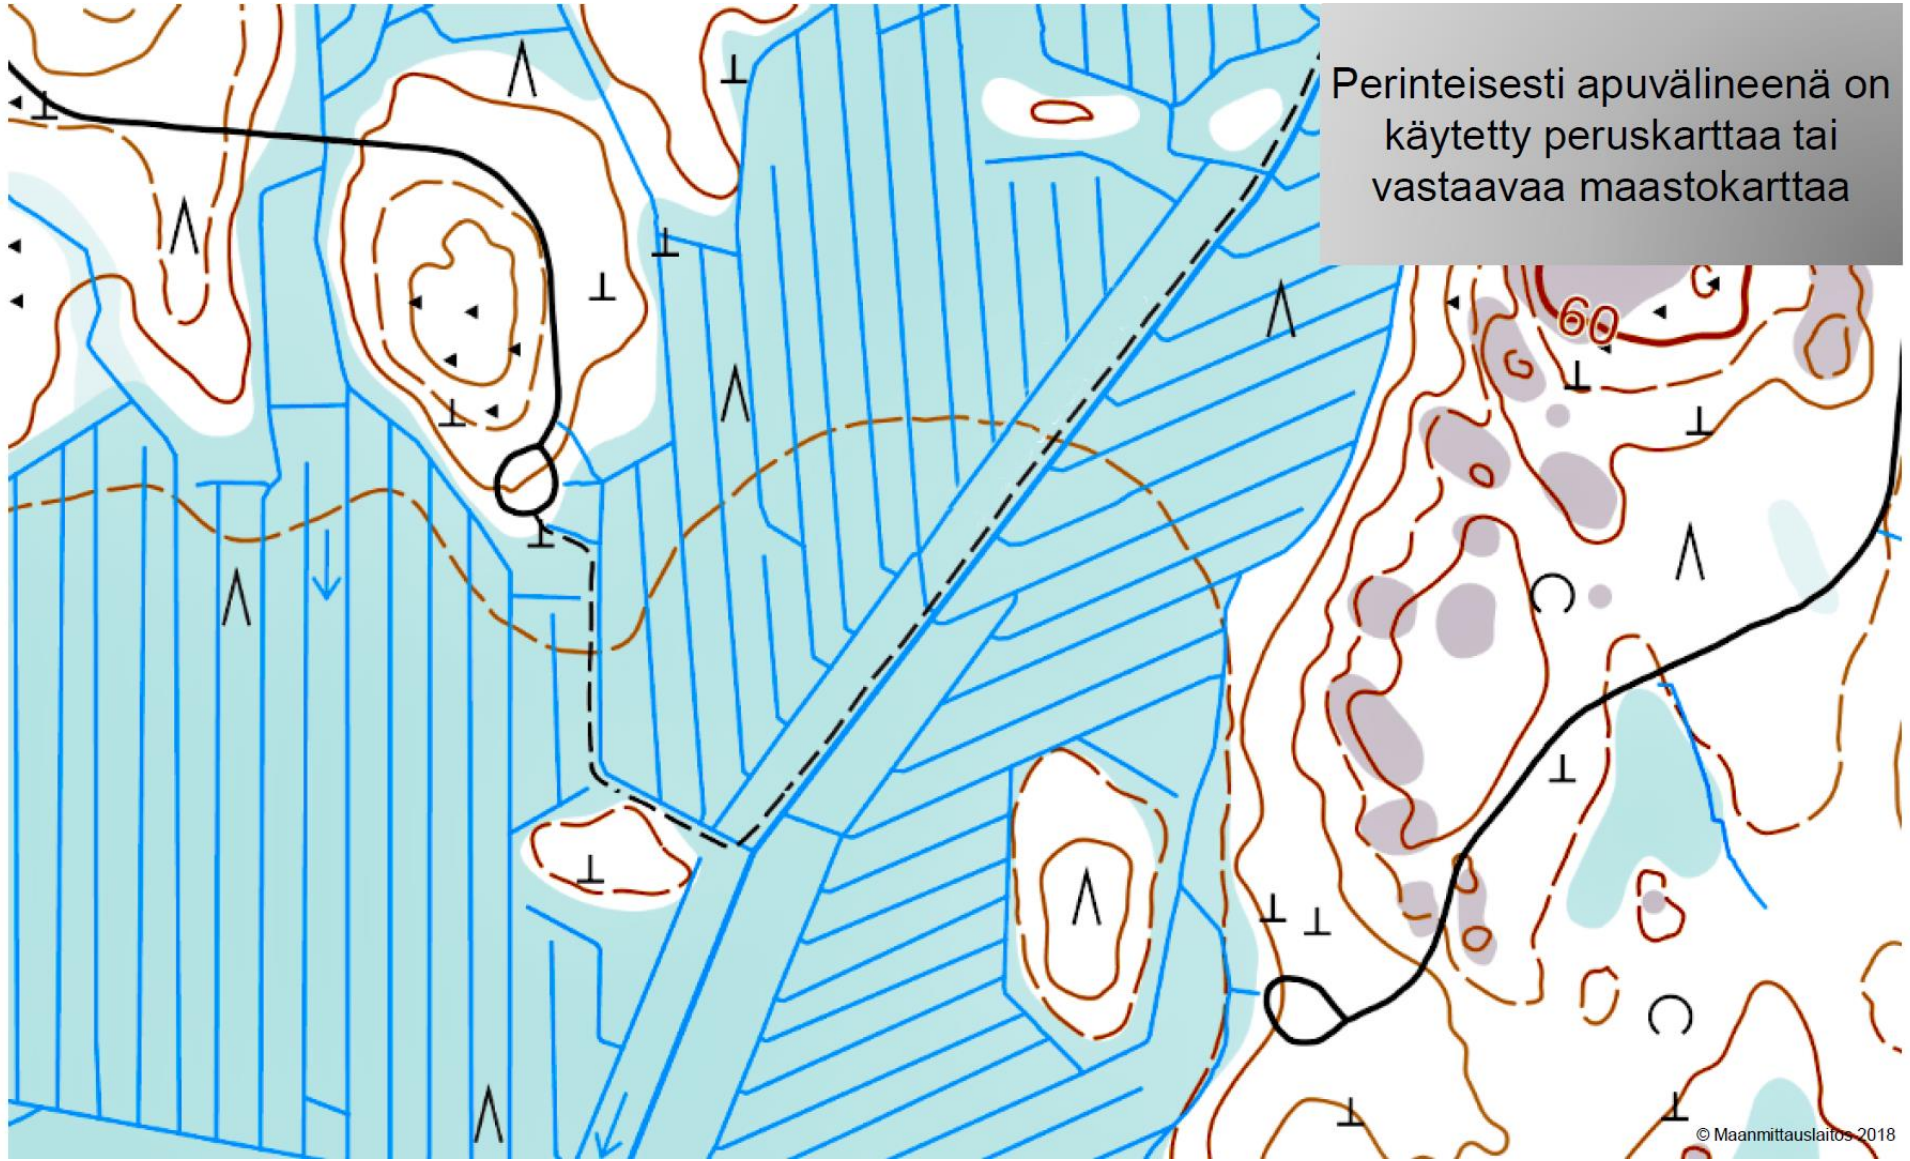 Perinteisesti apuvälineenä on
käytetty peruskarttaa tai
vastaavaa maastokarttaa
60
© Maanmittauslaitos 2018